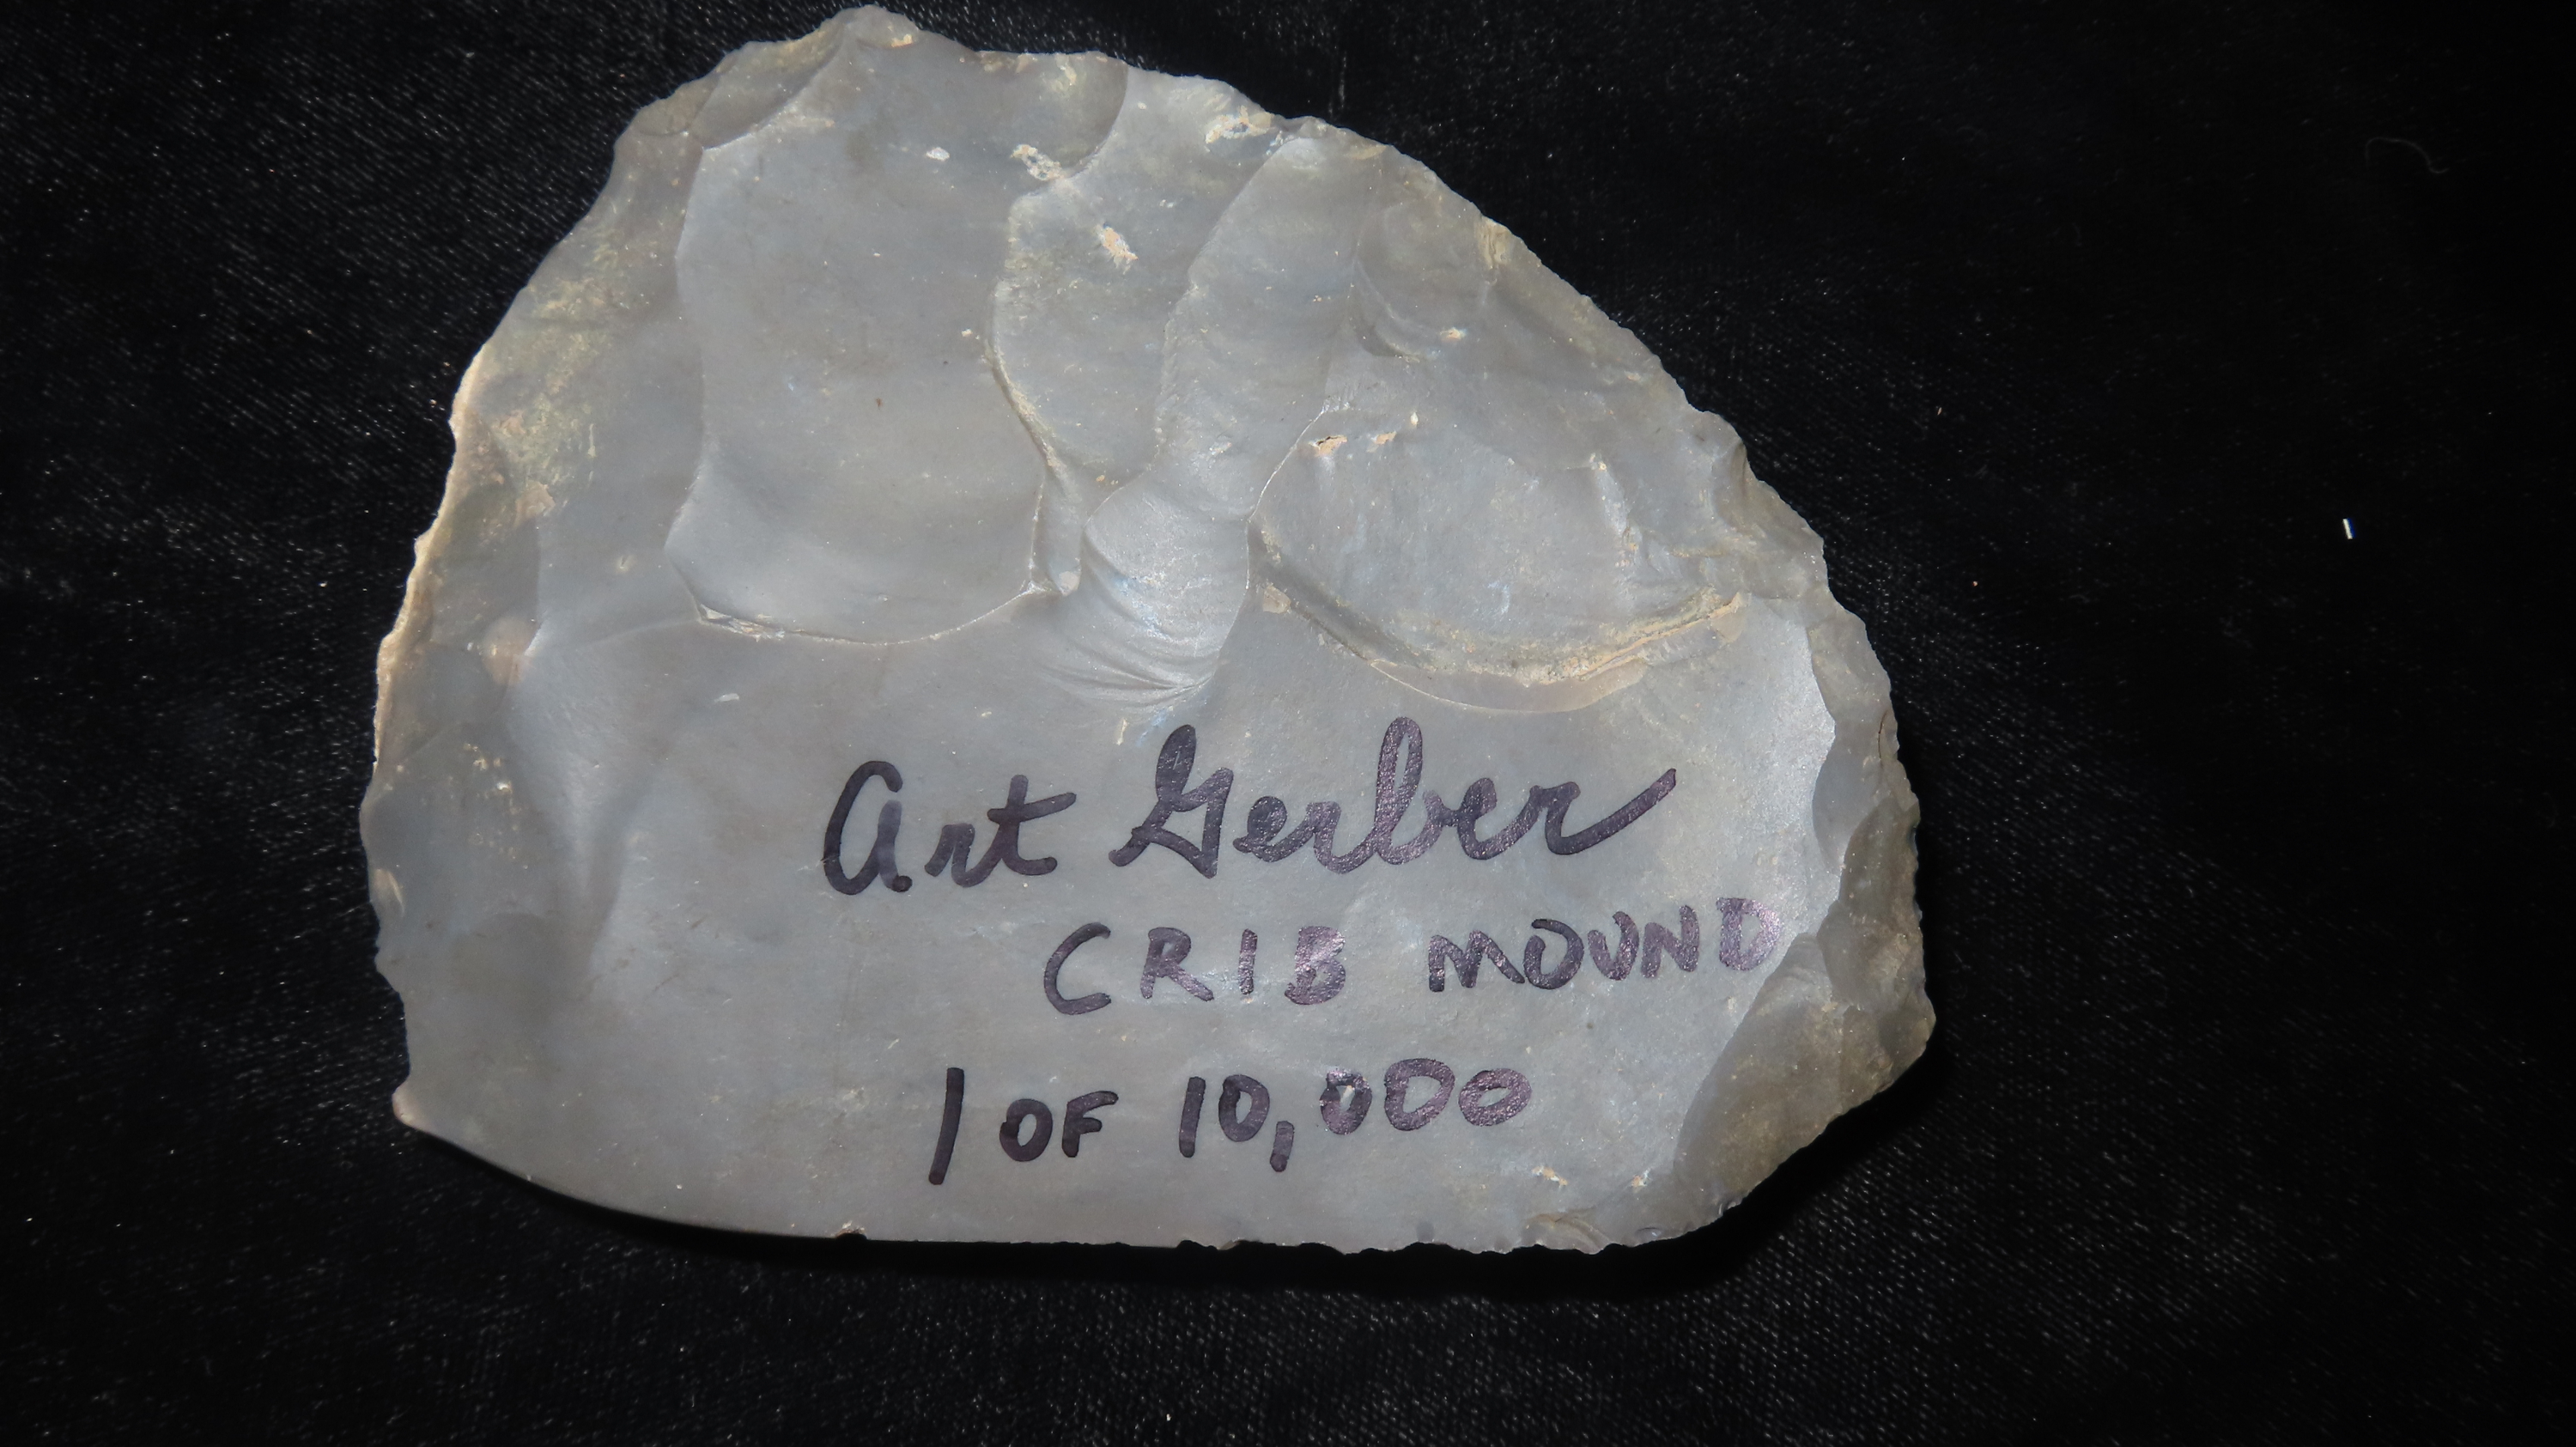 Art Gerber
CRIB MOUND
1 OF 10,000